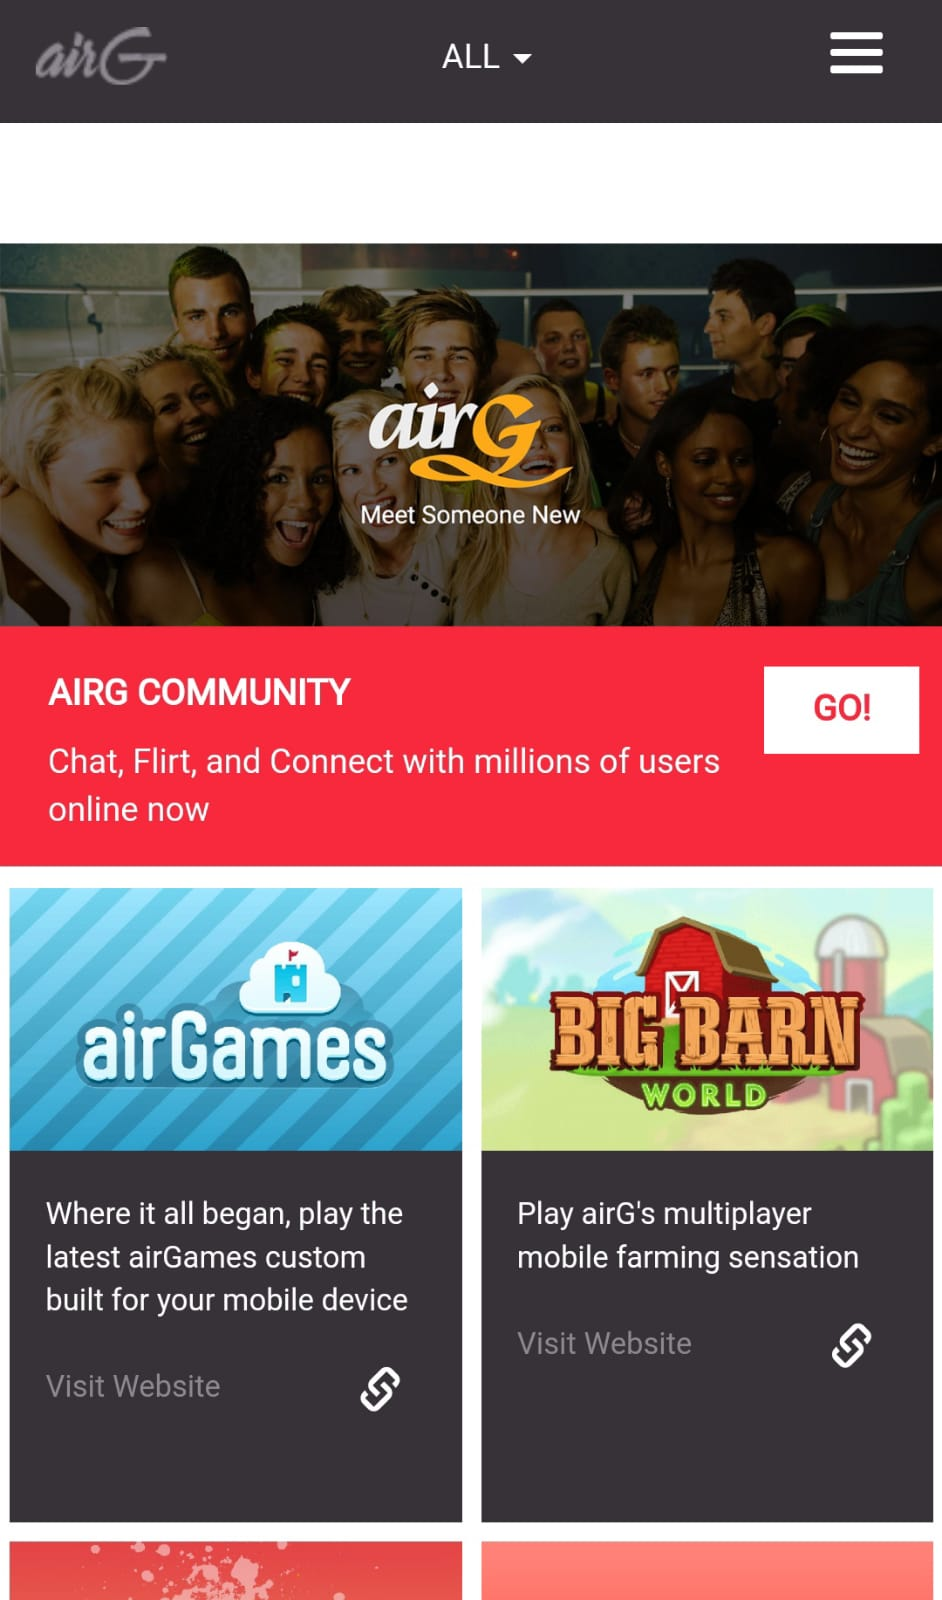 airG
ALL
airG
Meet Someone New
AIRG COMMUNITY
GO!
Chat, Flirt, and Connect with millions of users
online now
airGames
Where it all began, play the
latest airGames custom
built for your mobile device
Visit Website
BIG BARN
WORLD
Play airG's multiplayer
mobile farming sensation
Visit Website